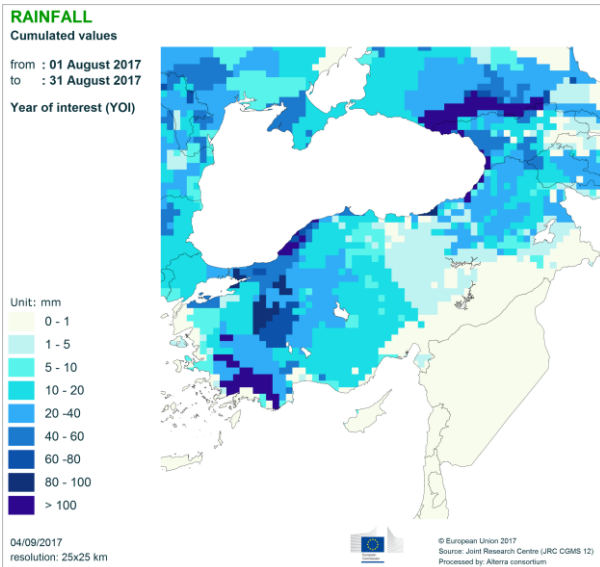 RAINFALL
Cumulated values
from : 01 August 2017
to : 31 August 2017
Year of interest (YOI)
Unit: mm
0 - 1
1 - 5
5 - 10
10 - 20
20 -40
40 - 60
60 -80
80 - 100
> 100
04/09/2017
resolution: 25x25 km
© European Union 2017
Source: Joint Research Centre (JRC CGMS 12)
Processed by: Alterra consortium